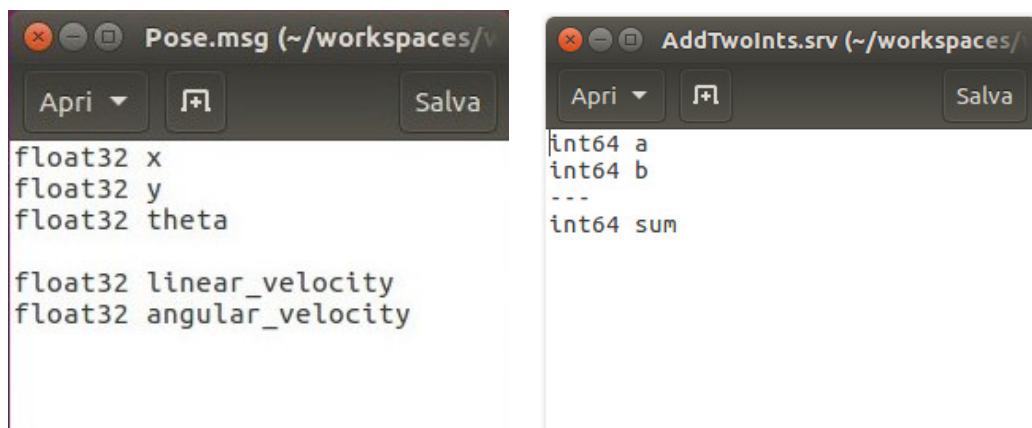 Pose.msg (~/workspaces/
Apri
Salva
float32 x
float32 y
float32 theta
float32 linear_velocity
float32 angular_velocity
AddTwoInts.srv (~/workspaces/
Apri
Salva
int64 a
int64 b
---
int64 sum